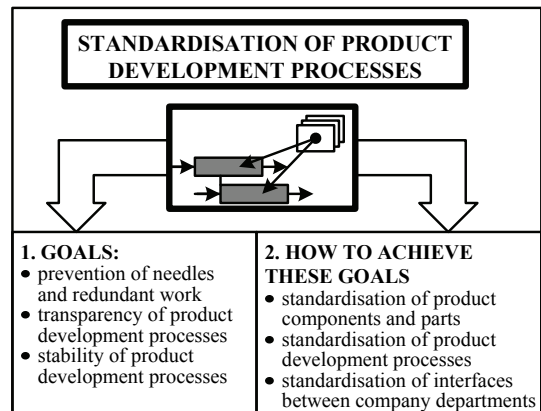 STANDARDISATION OF PRODUCT
DEVELOPMENT PROCESSES
1. GOALS:
• prevention of needles
and redundant work
• transparency of product
development processes
• stability of product
development processes
2. HOW TO ACHIEVE
THESE GOALS
• standardisation of product
components and parts
• standardisation of product
development processes
• standardisation of interfaces
between company departments